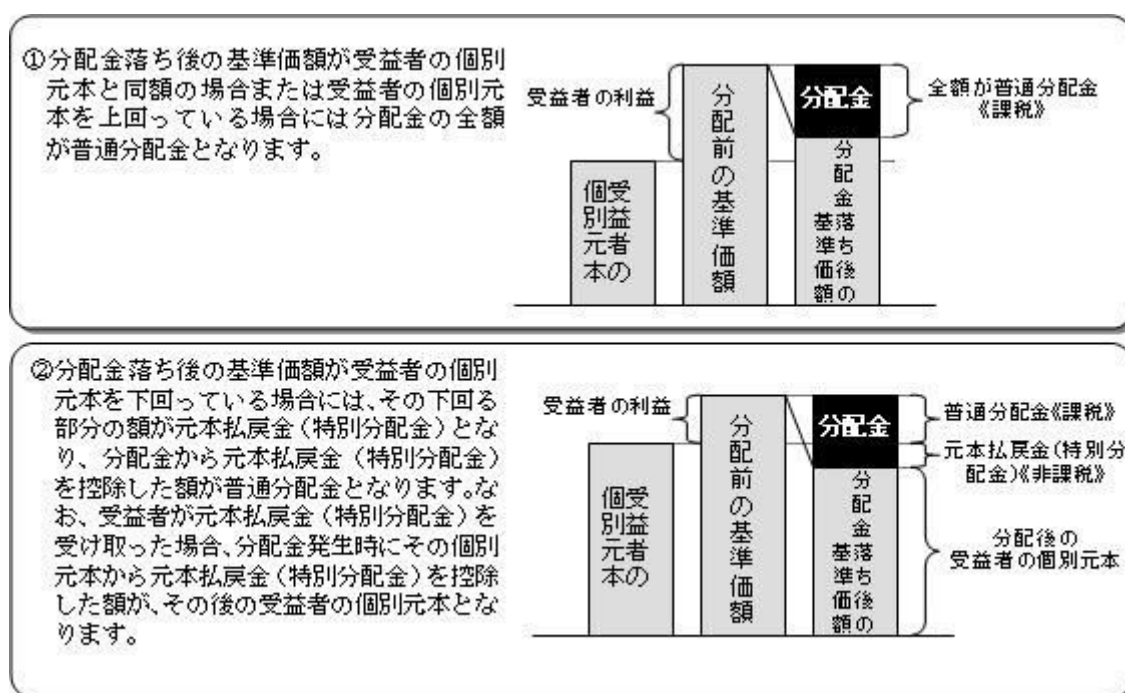 ①分配金落ち後の基準価額が受益者の個別
元本と同額の場合または受益者の個別元
本を上回っている場合には分配金の全額
が普通分配金となります。
受益者の利益
受益者の
個別元本
分配前の基準価額
分配金
分配金落ち後の
基準価額
全額が普通分配金
《課税》
②分配金落ち後の基準価額が受益者の個別
元本を下回っている場合には、その下回る
部分の額が元本払戻金（特別分配金）とな
り、分配金から元本払戻金（特別分配金）
を控除した額が普通分配金となります。な
お、受益者が元本払戻金（特別分配金）を
受け取った場合、分配金発生時にその個別
元本から元本払戻金（特別分配金）を控除
した額が、その後の受益者の個別元本とな
ります。
受益者の利益
受益者の
個別元本
分配前の基準価額
分配金
分配金落ち後の
基準価額
普通分配金《課税》
元本払戻金（特別分
配金）《非課税》
分配後の
受益者の個別元本